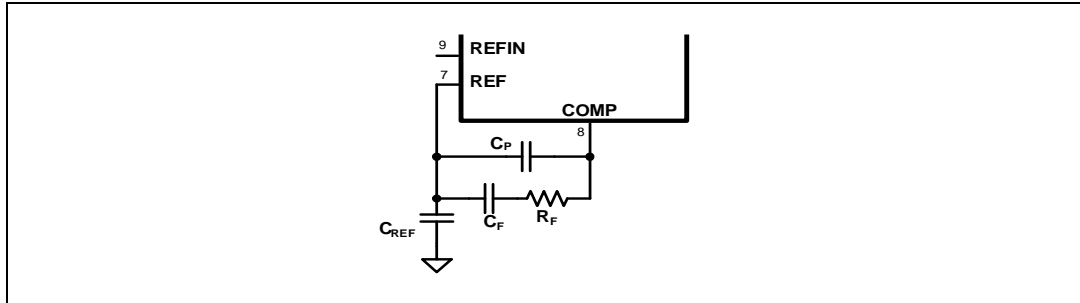 9 REFIN
7 REF
COMP
8
CP
CF RF
CREF